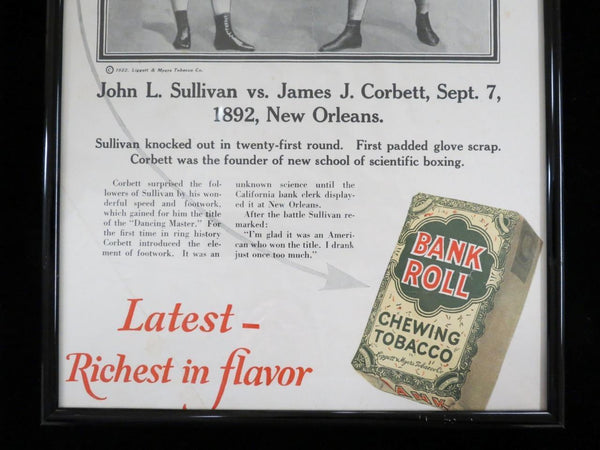 © 1922, Liggett & Myers Tobacco Co.
John L. Sullivan vs. James J. Corbett, Sept. 7,
1892, New Orleans.
Sullivan knocked out in twenty-first round. First padded glove scrap.
Corbett was the founder of new school of scientific boxing.
Corbett surprised the fol-
lowers of Sullivan by his won-
derful speed and footwork,
which gained for him the title
of the "Dancing Master." For
the first time in ring history
Corbett introduced the ele-
ment of footwork. It was an
unknown science until the
California bank clerk display-
ed it at New Orleans.
After the battle Sullivan re-
marked:
"I'm glad it was an Ameri-
can who won the title. I drank
just once too much."
Latest –
Richest in flavor
BANK
ROLL
CHEWING
TOBACCO
Liggett & Myers Tobacco Co.
BANK